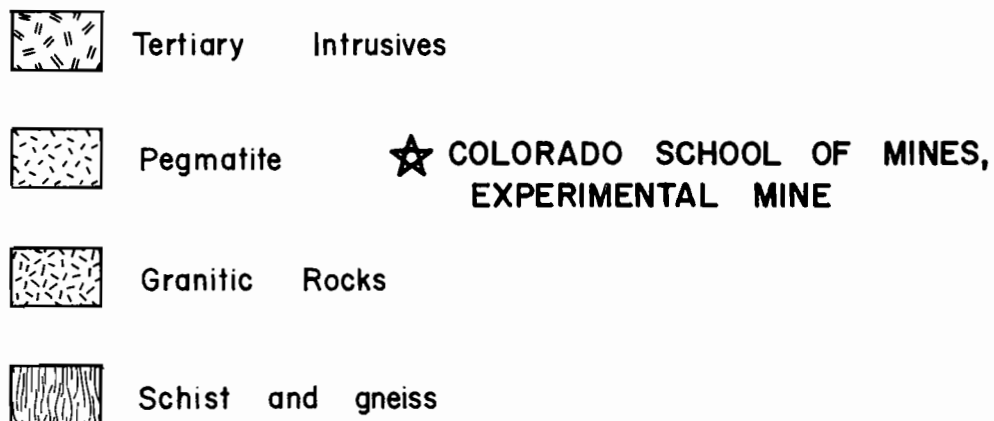 Tertiary Intrusives
Pegmatite
COLORADO SCHOOL OF MINES,
EXPERIMENTAL MINE
Granitic Rocks
Schist and gneiss